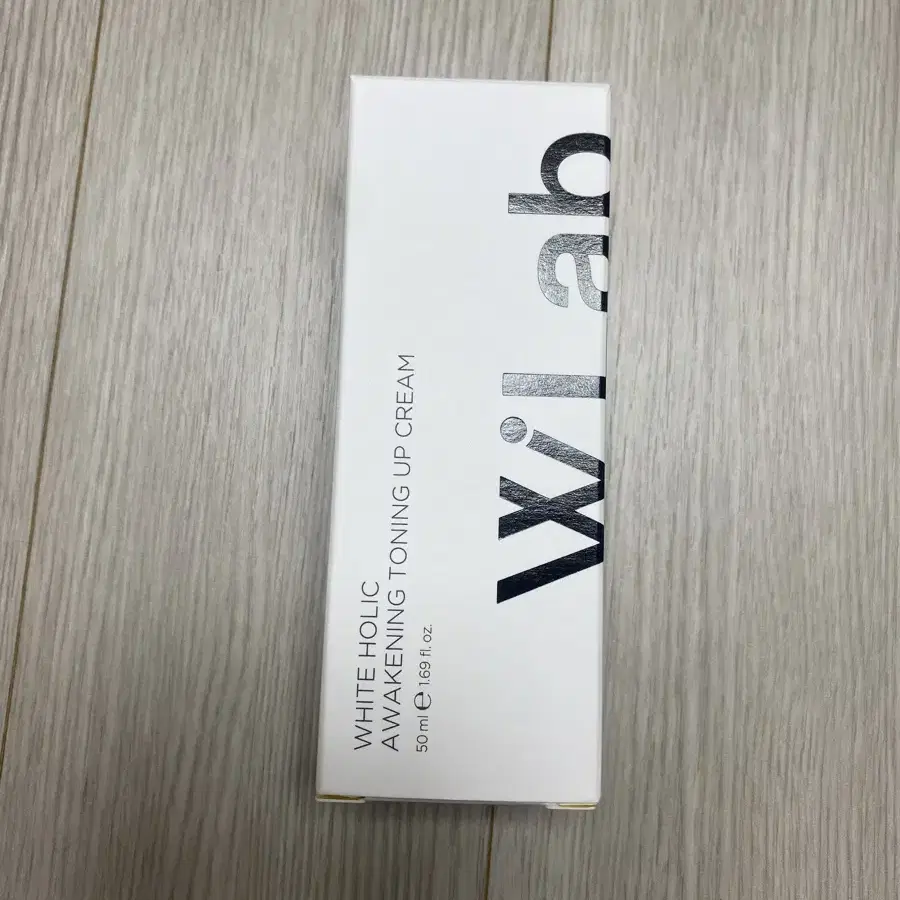 W.lab
WHITE HOLIC
AWAKENING TONING UP CREAM
50 ml ℮ 1.69 fl. oz.